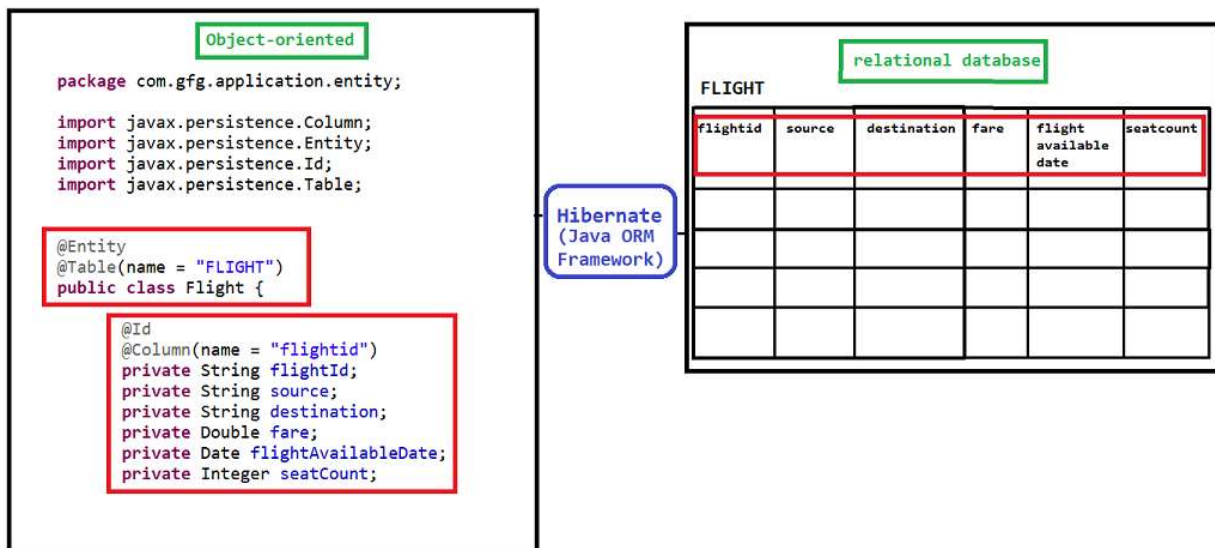 Object-oriented
package com.gfg.application.entity;
import javax.persistence.Column;
import javax.persistence.Entity;
import javax.persistence.Id;
import javax.persistence.Table;
@Entity
@Table(name = "FLIGHT")
public class Flight {
@Id
@Column(name = "flightid")
private String flightId;
private String source;
private String destination;
private Double fare;
private Date flightAvailableDate;
private Integer seatCount;
Hibernate
(Java ORM
Framework)
relational database
FLIGHT
flightid source destination fare flight seatcount
available
date